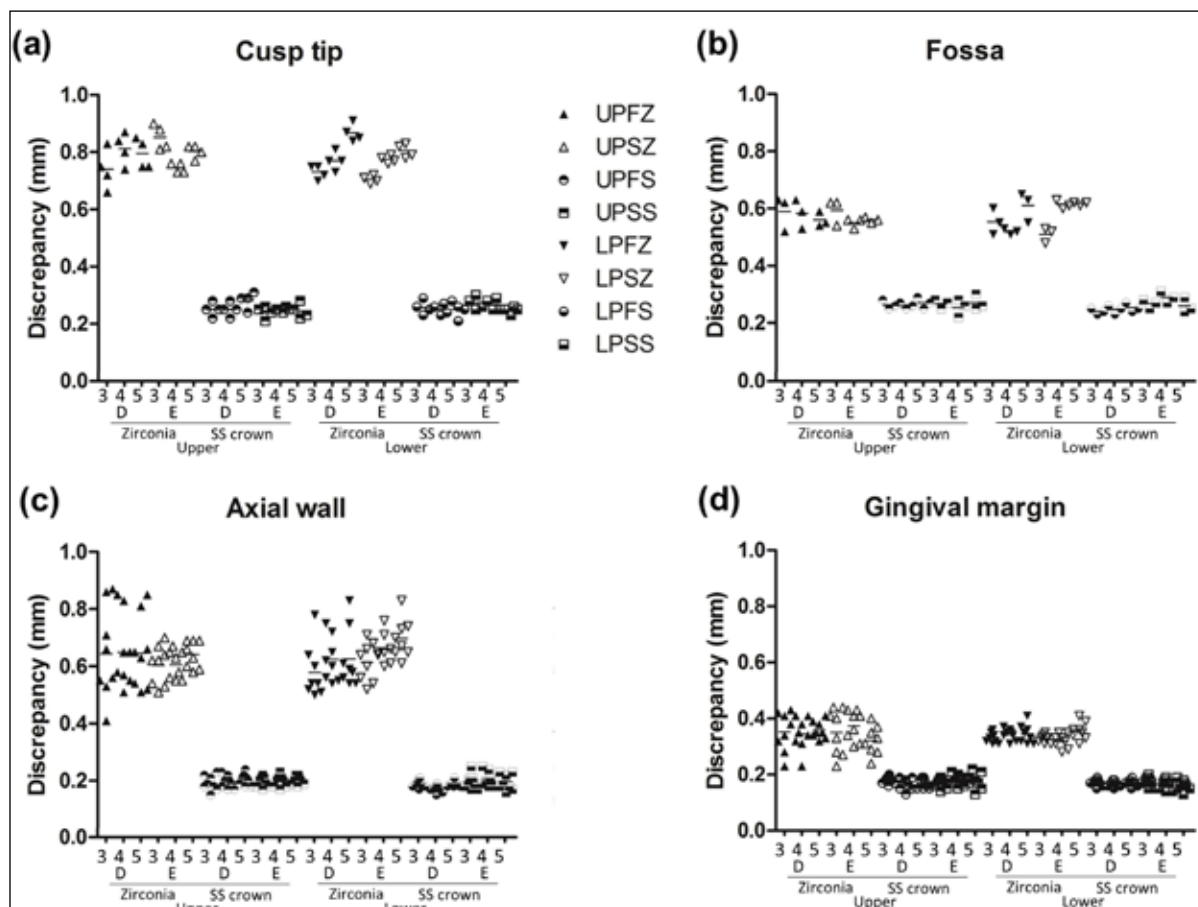 (a) Cusp tip
Discrepancy (mm)
1.0
0.8
0.6
0.4
0.2
0.0
3 4 5 3 4 5 3 4 5 3 4 5 3 4 5 3 4 5 3 4 5 3 4 5
D E D E D E D E
Zirconia SS crown Zirconia SS crown
Upper Lower
UPFZ
UPSZ
UPFS
UPSS
LPFZ
LPSZ
LPFS
LPSS
(b) Fossa
Discrepancy (mm)
1.0
0.8
0.6
0.4
0.2
0.0
3 4 5 3 4 5 3 4 5 3 4 5 3 4 5 3 4 5 3 4 5 3 4 5
D E D E D E D E
Zirconia SS crown Zirconia SS crown
Upper Lower
(c) Axial wall
Discrepancy (mm)
1.0
0.8
0.6
0.4
0.2
0.0
3 4 5 3 4 5 3 4 5 3 4 5 3 4 5 3 4 5 3 4 5 3 4 5
D E D E D E D E
Zirconia SS crown Zirconia SS crown
Upper Lower
(d) Gingival margin
Discrepancy (mm)
1.0
0.8
0.6
0.4
0.2
0.0
3 4 5 3 4 5 3 4 5 3 4 5 3 4 5 3 4 5 3 4 5 3 4 5
D E D E D E D E
Zirconia SS crown Zirconia SS crown
Upper Lower